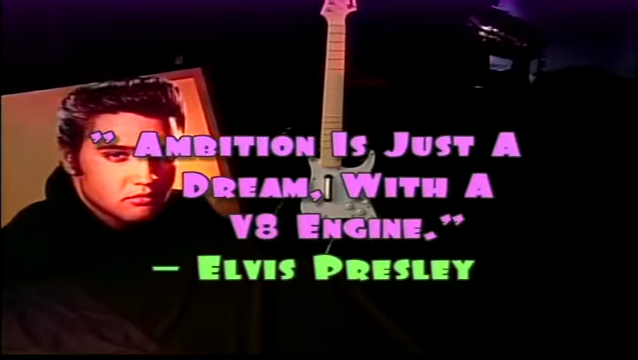 ” Ambition Is Just A
Dream, With A
V8 Engine.”
– Elvis Presley